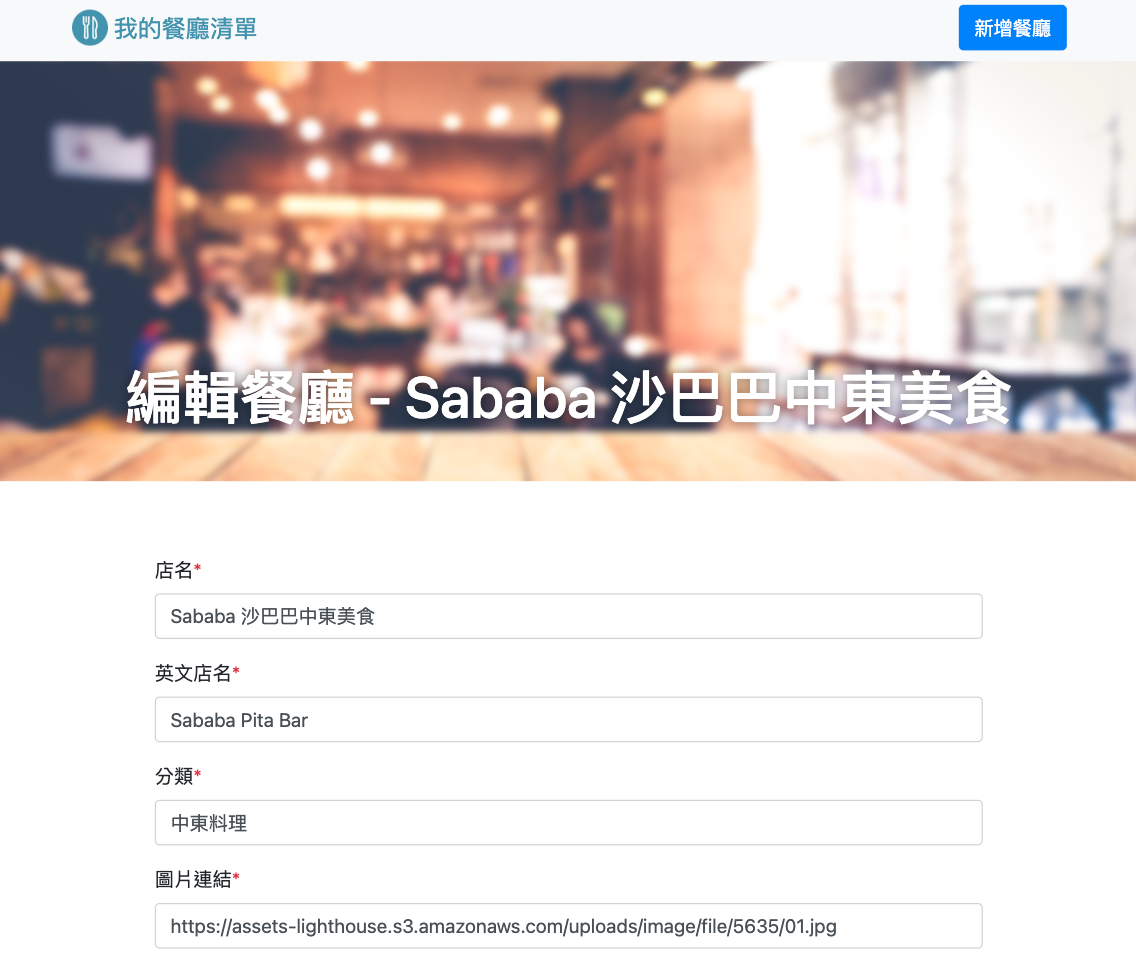 我的餐廳清單
新增餐廳
編輯餐廳 - Sababa 沙巴巴中東美食
店名*
Sababa 沙巴巴中東美食
英文店名*
Sababa Pita Bar
分類*
中東料理
圖片連結*
https://assets-lighthouse.s3.amazonaws.com/uploads/image/file/5635/01.jpg